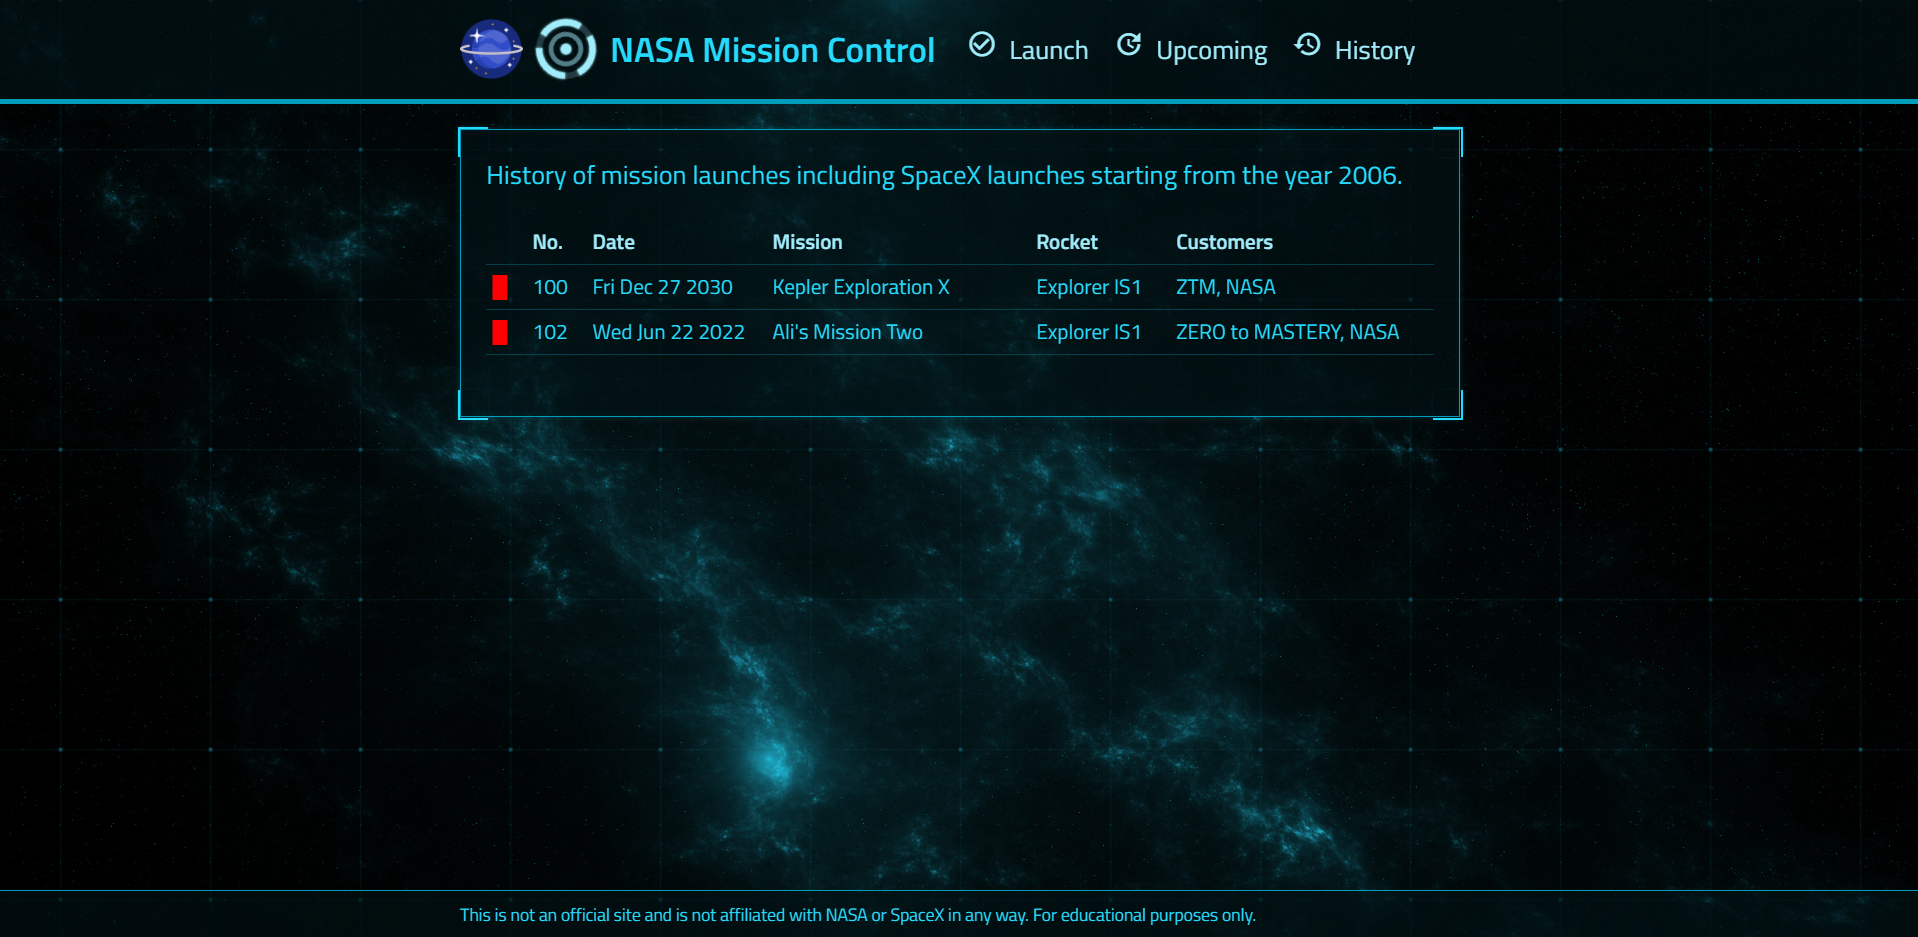 NASA Mission Control Launch Upcoming History
History of mission launches including SpaceX launches starting from the year 2006.
No. Date Mission Rocket Customers
100 Fri Dec 27 2030 Kepler Exploration X Explorer IS1 ZTM, NASA
102 Wed Jun 22 2022 Ali's Mission Two Explorer IS1 ZERO to MASTERY, NASA
This is not an official site and is not affiliated with NASA or SpaceX in any way. For educational purposes only.